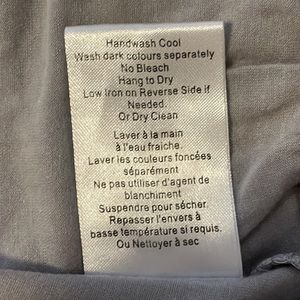 Handwash Cool
Wash dark colours separately
No Bleach
Hang to Dry
Low Iron on Reverse Side if
Needed.
Or Dry Clean
Laver à la main
à l'eau fraiche.
Laver les couleurs foncées
séparément
Ne pas utiliser d'agent de
blanchiment
Suspendre pour sécher.
Repasser l'envers à
basse température si requis.
Ou Nettoyer à sec